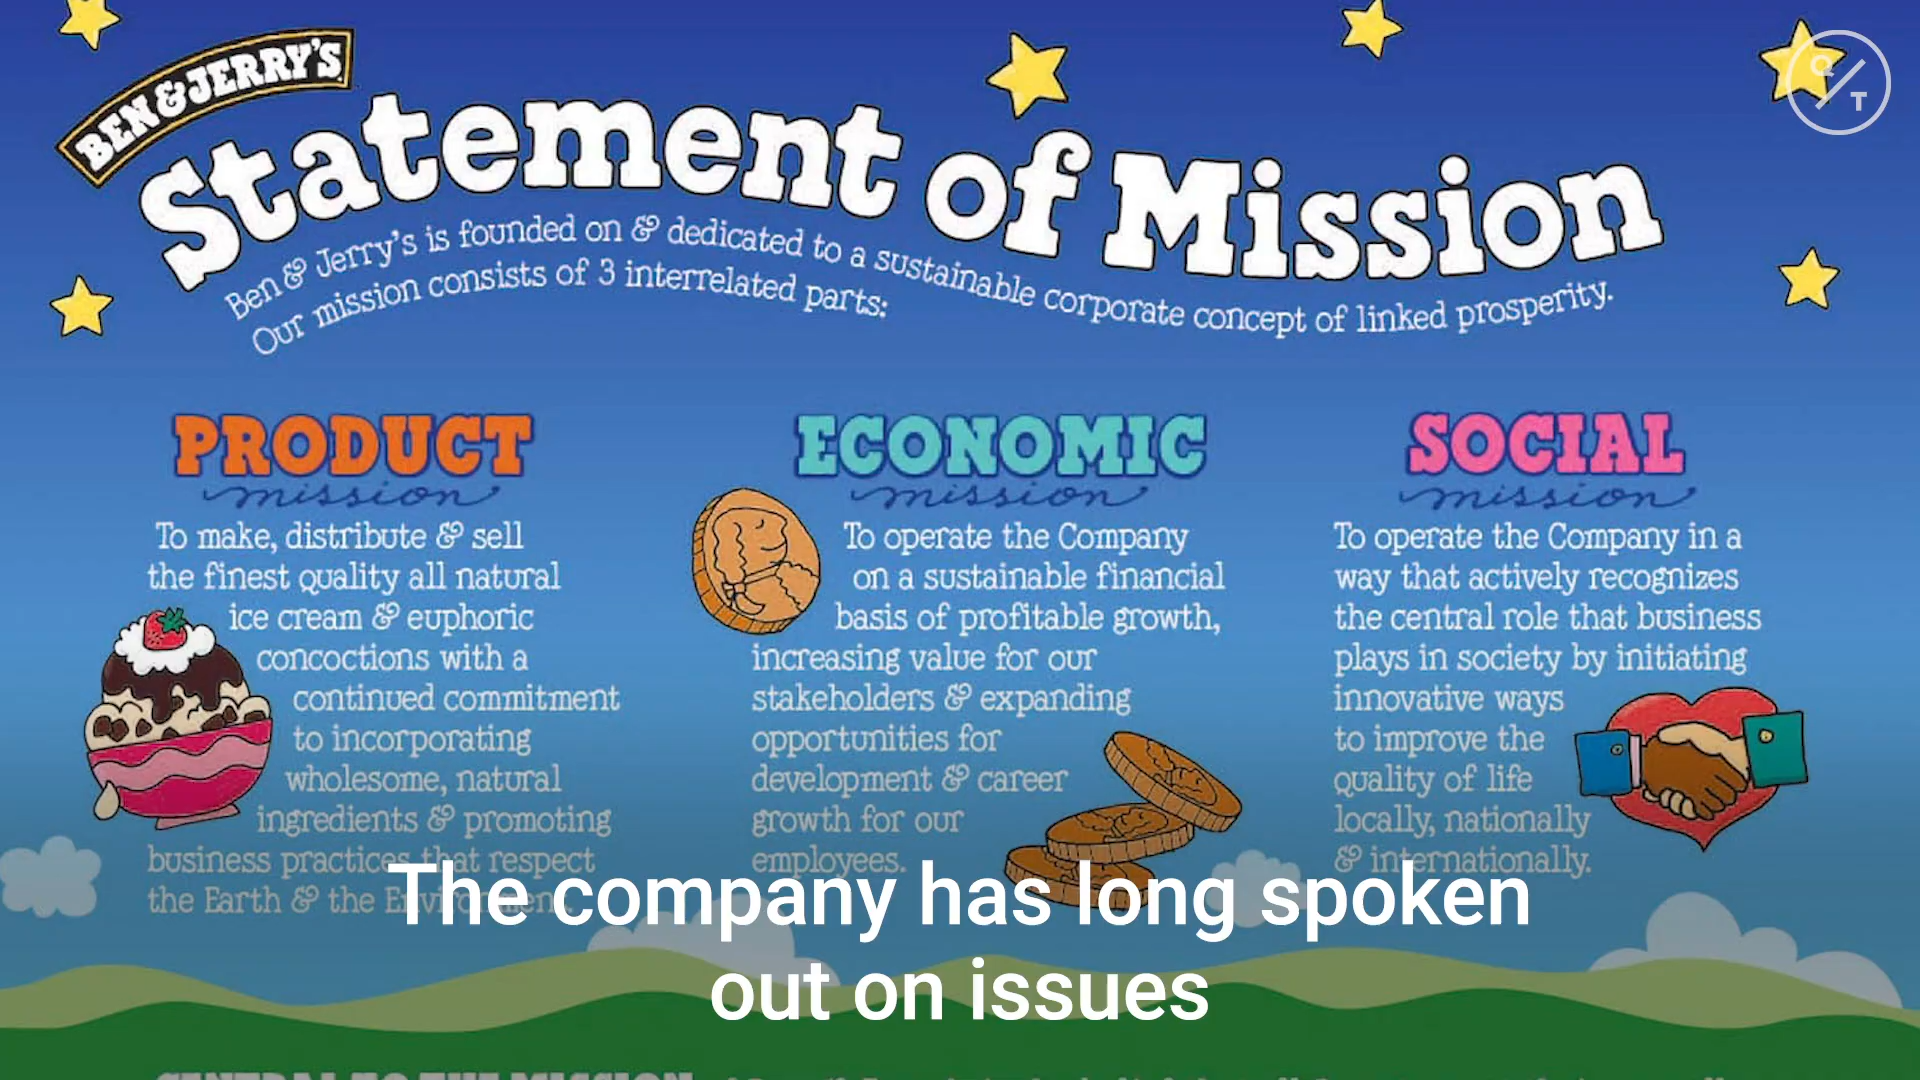 BEN & JERRY'S
Statement of Mission
Q/T
Ben & Jerry's is founded on & dedicated to a sustainable corporate concept of linked prosperity.
Our mission consists of 3 interrelated parts:
PRODUCT
mission
To make, distribute & sell
the finest quality all natural
ice cream & euphoric
concoctions with a
continued commitment
to incorporating
wholesome, natural
ingredients & promoting
business practices that respect
the Earth & the Environment.
ECONOMIC
mission
To operate the Company
on a sustainable financial
basis of profitable growth,
increasing value for our
stakeholders & expanding
opportunities for
development & career
growth for our
employees.
SOCIAL
mission
To operate the Company in a
way that actively recognizes
the central role that business
plays in society by initiating
innovative ways
to improve the
quality of life
locally, nationally
& internationally.
The company has long spoken
out on issues
CENTRAL TO THE MISSION